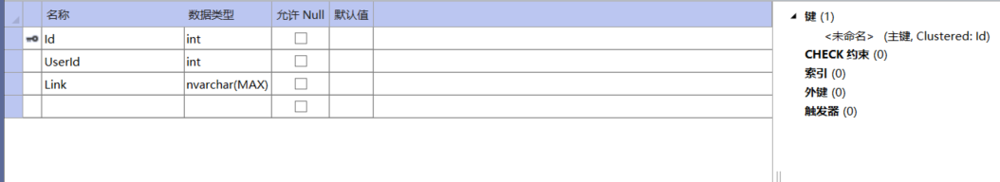 名称 数据类型 允许 Null 默认值
Id int
UserId int
Link nvarchar(MAX)
键 (1)
<未命名> (主键, Clustered: Id)
CHECK 约束 (0)
索引 (0)
外键 (0)
触发器 (0)